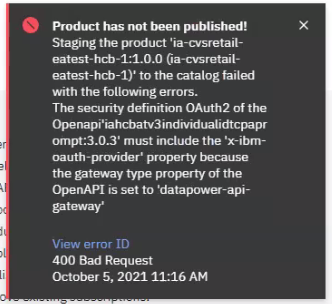 Product has not been published!
Staging the product 'ia-cvsretail-
eatest-hcb-1:1.0.0 (ia-cvsretail-
eatest-hcb-1)' to the catalog failed
with the following errors.
The security definition OAuth2 of the
Openapi'iahcbatv3individualidtcpapr
ompt:3.0.3' must include the 'x-ibm-
oauth-provider' property because
the gateway type property of the
OpenAPI is set to 'datapower-api-
gateway'
View error ID
400 Bad Request
October 5, 2021 11:16 AM
existing subscriptions.